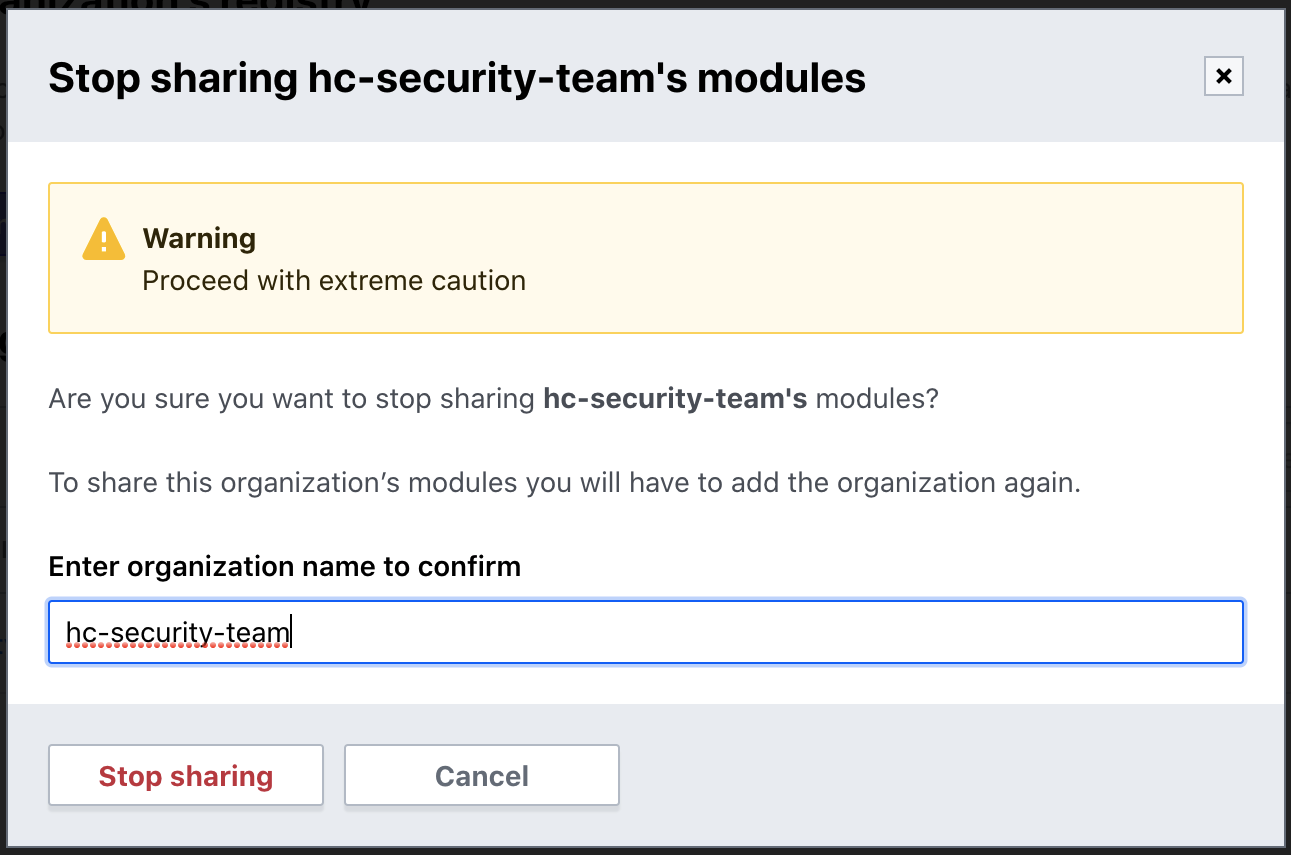 anization's registry
Stop sharing hc-security-team's modules
Warning
Proceed with extreme caution
Are you sure you want to stop sharing hc-security-team's modules?
To share this organization’s modules you will have to add the organization again.
Enter organization name to confirm
hc-security-team
Stop sharing
Cancel